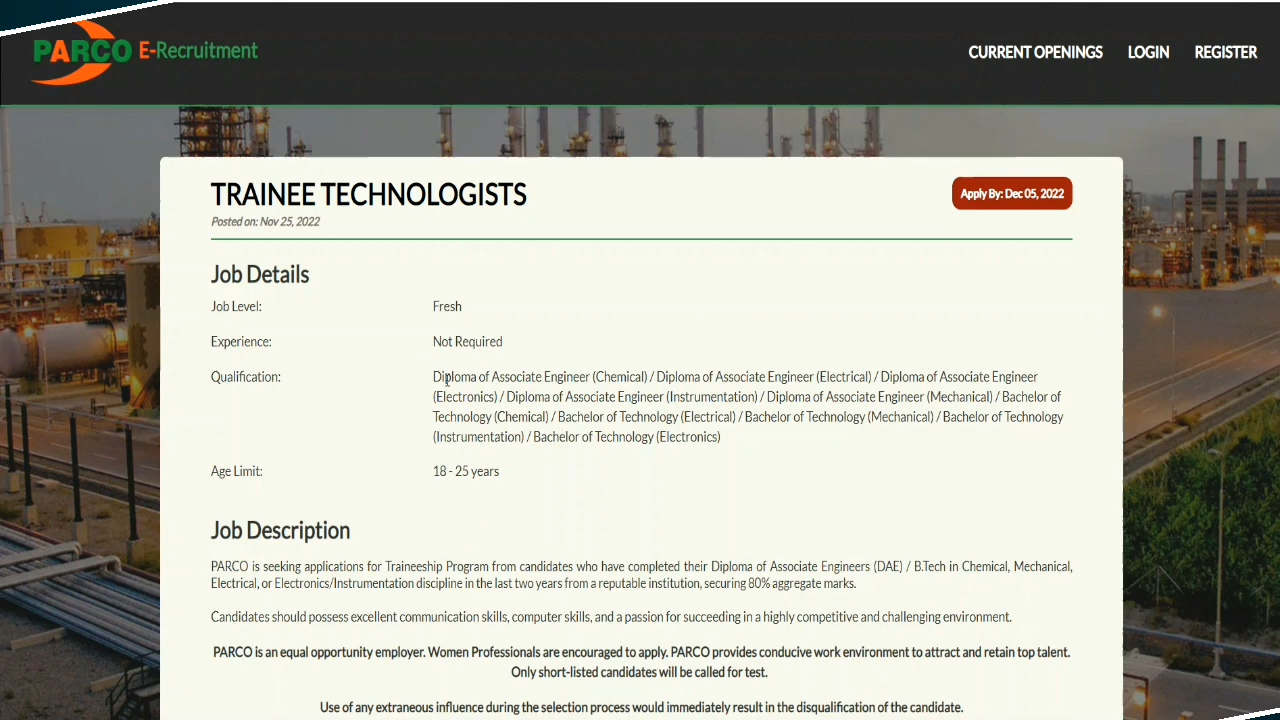 PARCO E-Recruitment
CURRENT OPENINGS LOGIN REGISTER
TRAINEE TECHNOLOGISTS
Apply By: Dec 05, 2022
Posted on: Nov 25, 2022
Job Details
Job Level: Fresh
Experience: Not Required
Qualification: Diploma of Associate Engineer (Chemical) / Diploma of Associate Engineer (Electrical) / Diploma of Associate Engineer
(Electronics) / Diploma of Associate Engineer (Instrumentation) / Diploma of Associate Engineer (Mechanical) / Bachelor of
Technology (Chemical) / Bachelor of Technology (Electrical) / Bachelor of Technology (Mechanical) / Bachelor of Technology
(Instrumentation) / Bachelor of Technology (Electronics)
Age Limit: 18 - 25 years
Job Description
PARCO is seeking applications for Traineeship Program from candidates who have completed their Diploma of Associate Engineers (DAE) / B.Tech in Chemical, Mechanical,
Electrical, or Electronics/Instrumentation discipline in the last two years from a reputable institution, securing 80% aggregate marks.
Candidates should possess excellent communication skills, computer skills, and a passion for succeeding in a highly competitive and challenging environment.
PARCO is an equal opportunity employer. Women Professionals are encouraged to apply. PARCO provides conducive work environment to attract and retain top talent.
Only short-listed candidates will be called for test.
Use of any extraneous influence during the selection process would immediately result in the disqualification of the candidate.